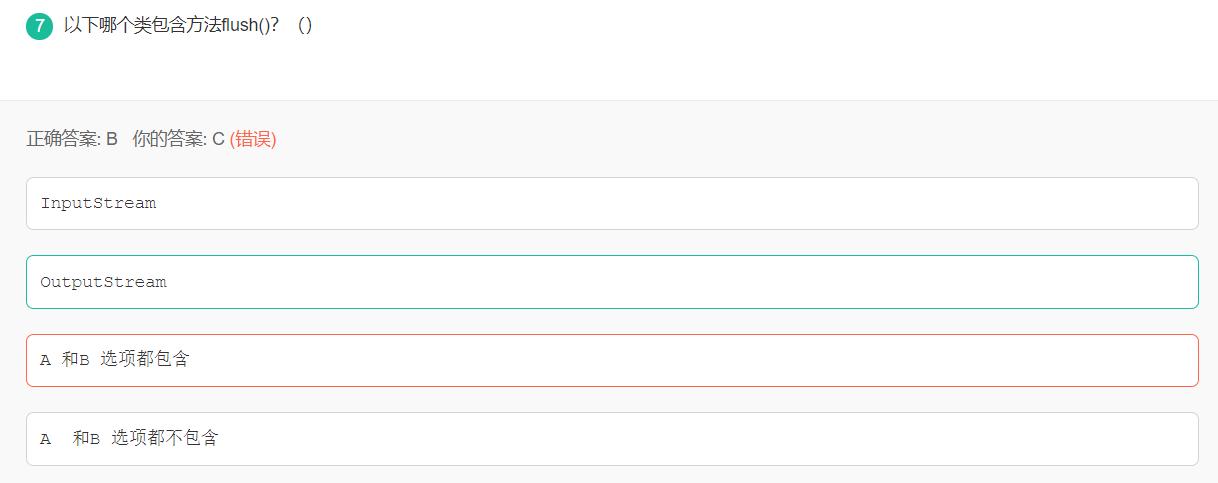 7 以下哪个类包含方法flush()？（）
正确答案: B 你的答案: C (错误)
InputStream
OutputStream
A 和B 选项都包含
A  和B 选项都不包含